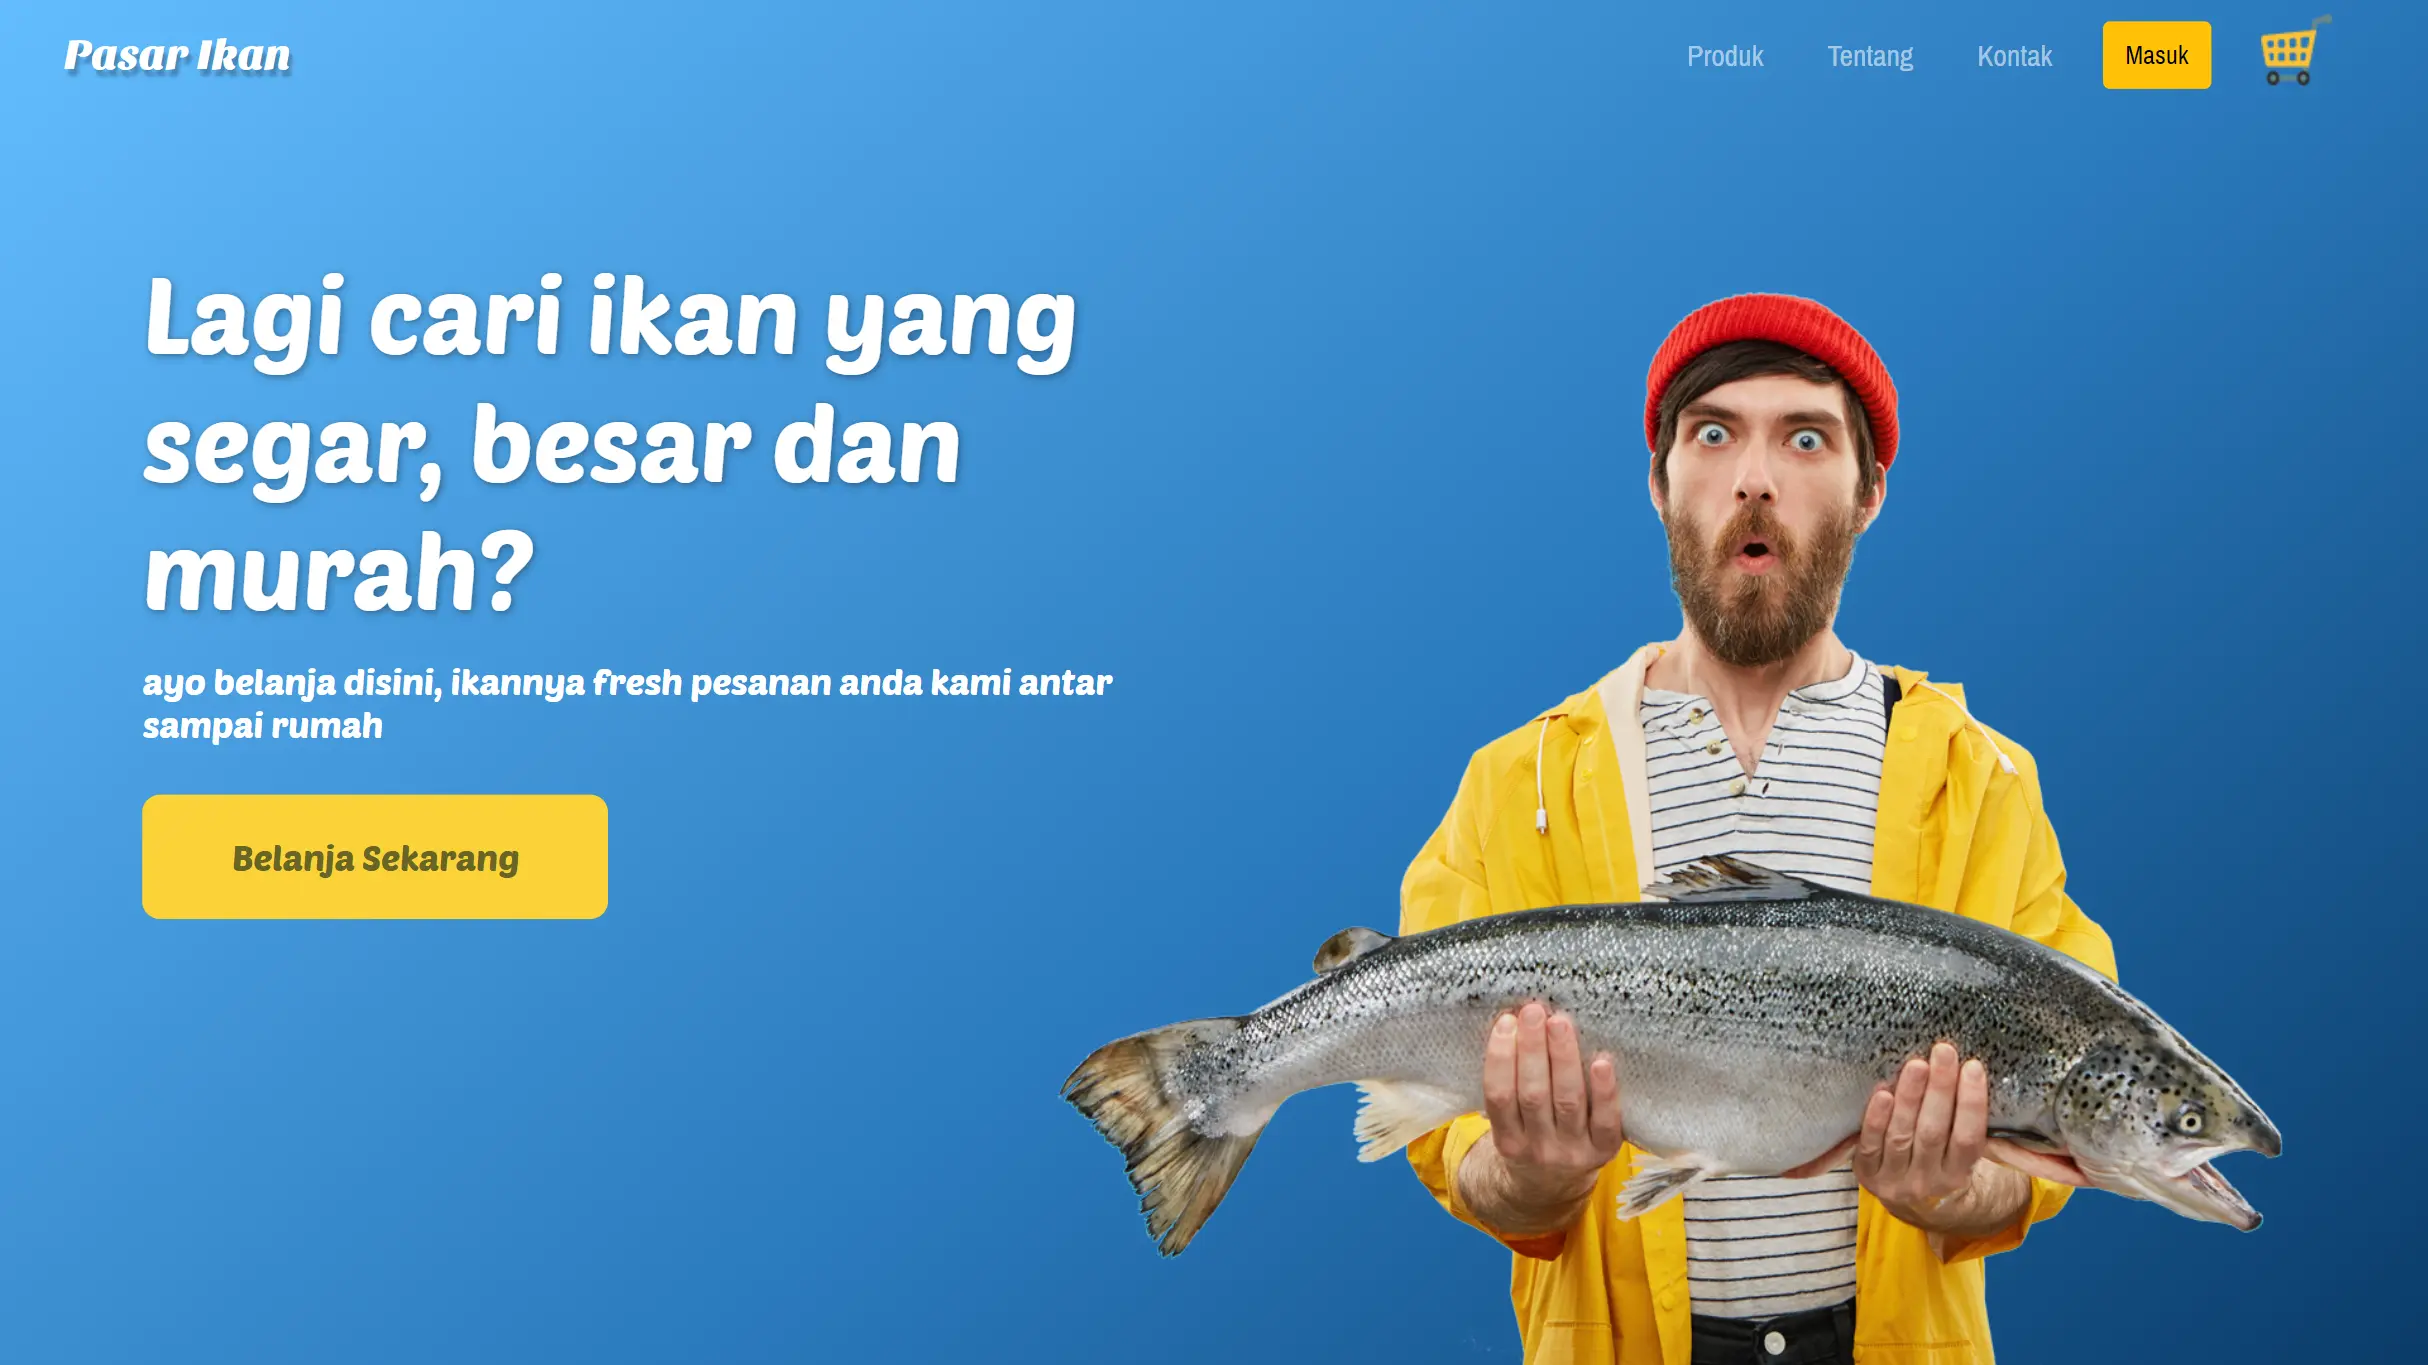 Pasar Ikan
Produk
Tentang
Kontak
Masuk
Lagi cari ikan yang
segar, besar dan
murah?
ayo belanja disini, ikannya fresh pesanan anda kami antar
sampai rumah
Belanja Sekarang